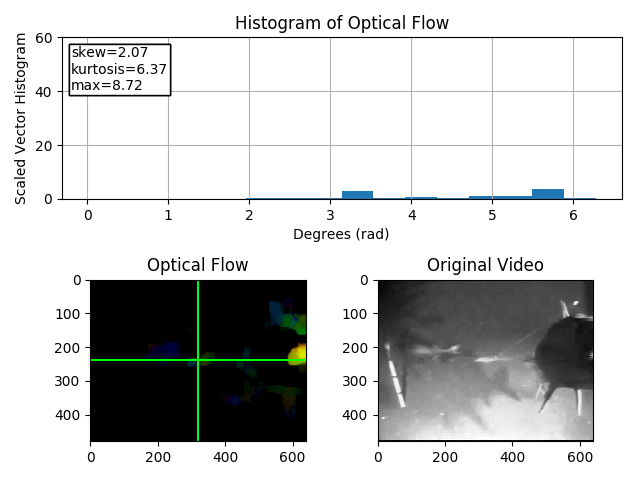 Histogram of Optical Flow
skew=2.07
kurtosis=6.37
max=8.72
Scaled Vector Histogram
60
40
20
0
0 1 2 3 4 5 6
Degrees (rad)
Optical Flow
0
100
200
300
400
0 200 400 600
Original Video
0
100
200
300
400
0 200 400 600